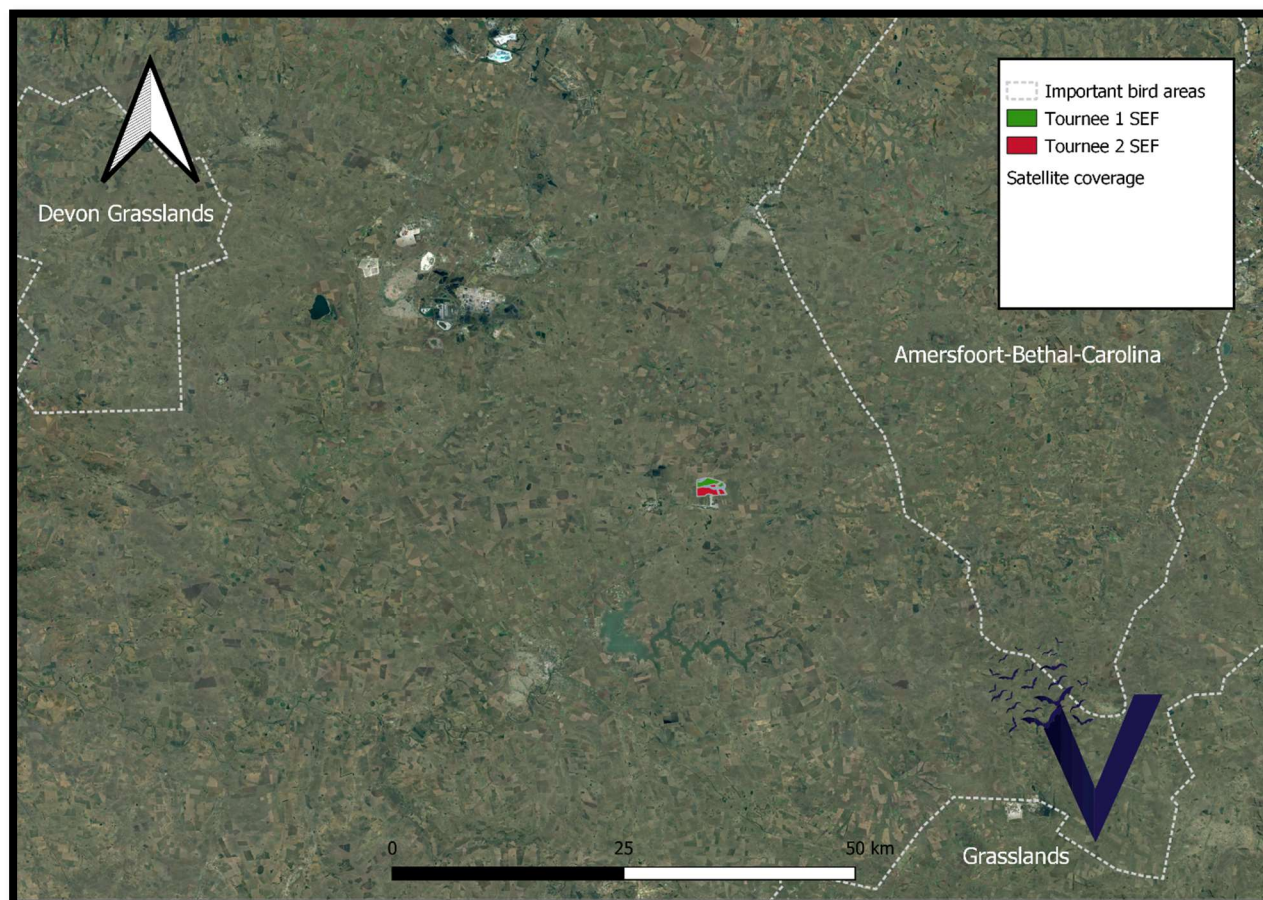 Important bird areas
Tournee 1 SEF
Tournee 2 SEF
Satellite coverage
Devon Grasslands
Amersfoort-Bethal-Carolina
0 25 50 km
Grasslands